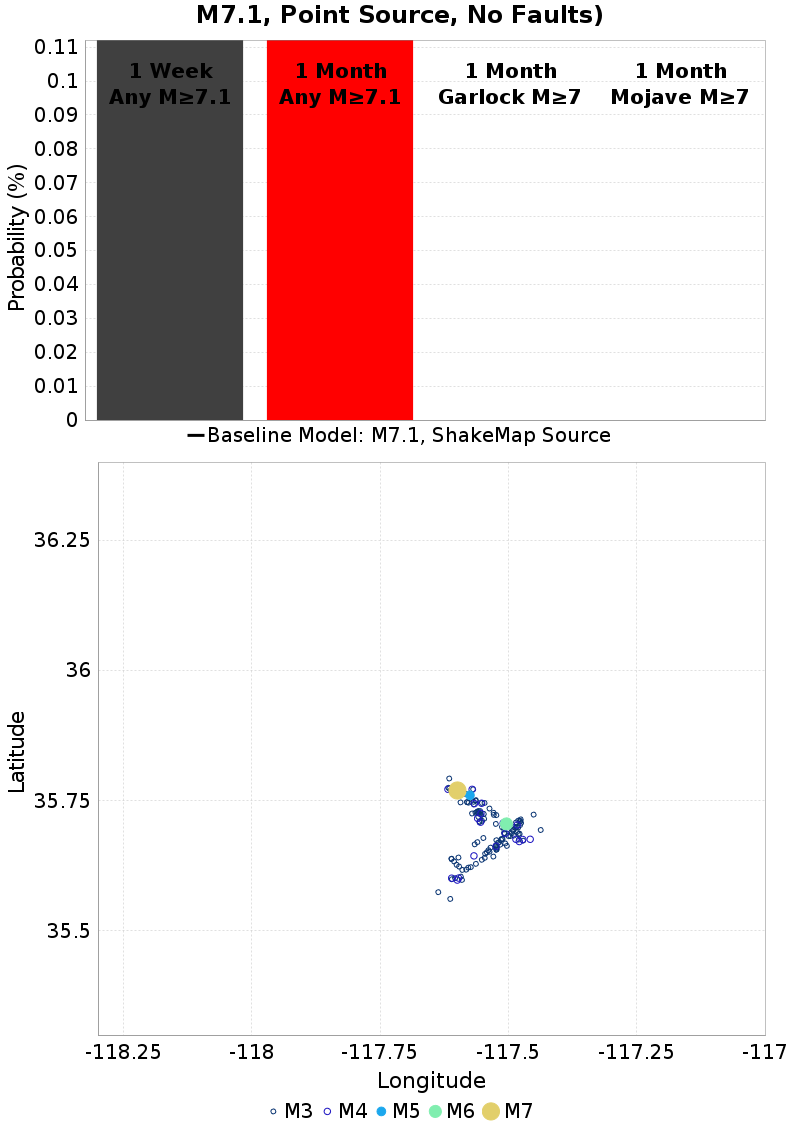 M7.1, Point Source, No Faults)
0.11
0.1
0.09
0.08
0.07
0.06
0.05
0.04
0.03
0.02
0.01
0
Probability (%)
1 Week
Any M≥7.1
1 Month
Any M≥7.1
1 Month
Garlock M≥7
1 Month
Mojave M≥7
Baseline Model: M7.1, ShakeMap Source
36.25
36
35.75
35.5
Latitude
-118.25 -118 -117.75 -117.5 -117.25 -117
Longitude
M3 M4 M5 M6 M7